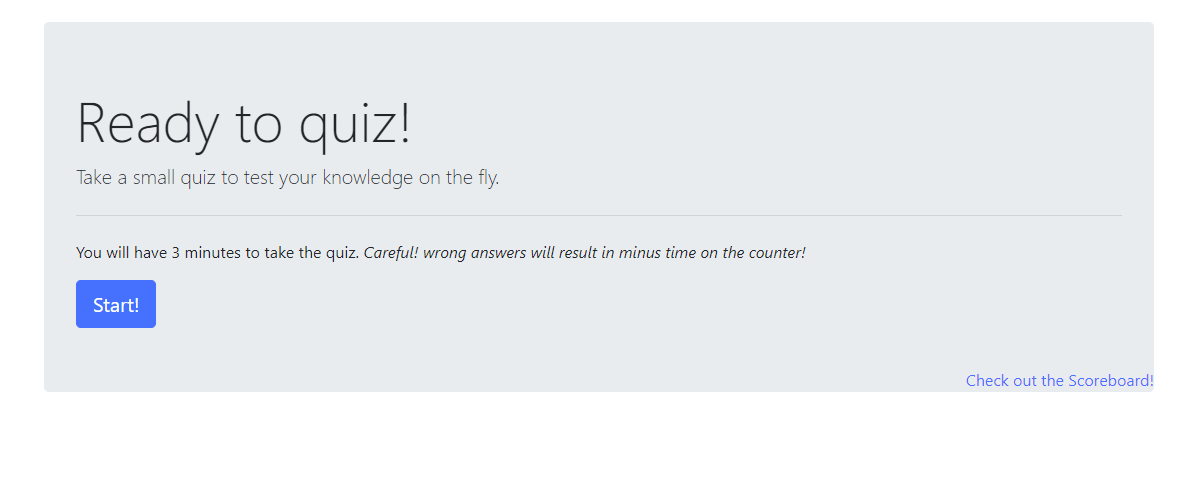 Ready to quiz!
Take a small quiz to test your knowledge on the fly.
You will have 3 minutes to take the quiz. Careful! wrong answers will result in minus time on the counter!
Start!
Check out the Scoreboard!